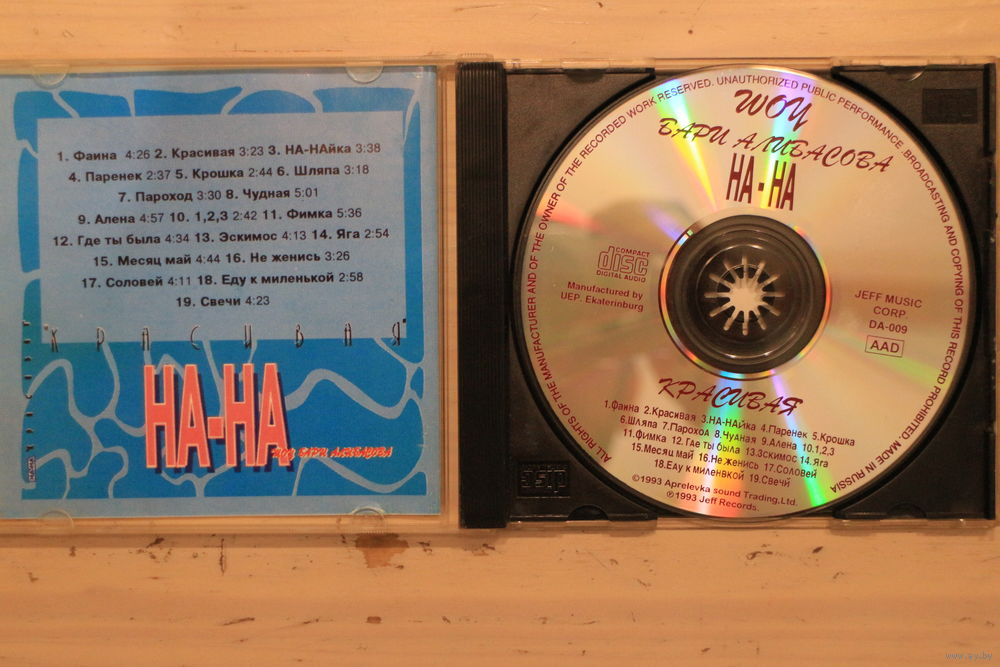 1. Фаина 4:26 2. Красивая 3:23 3. НА-НАйка 3:38
4. Паренек 2:37 5. Крошка 2:44 6. Шляпа 3:18
7. Пароход 3:30 8. Чудная 5:01
9. Алена 4:57 10. 1,2,3 2:42 11. Фимка 5:36
12. Где ты была 4:34 13. Эскимос 4:13 14. Яга 2:54
15. Месяц май 4:44 16. Не женись 3:26
17. Соловей 4:11 18. Еду к миленькой 2:58
19. Свечи 4:23
"КРАСИВАЯ"
НА-НА
ШОУ БАРИ АЛИБАСОВА
ALL RIGHTS OF THE MANUFACTURER AND OF THE OWNER OF THE RECORDED WORK RESERVED. UNAUTHORIZED PUBLIC PERFORMANCE BROADCASTING AND COPYING OF THIS RECORD PROHIBITED. MADE IN RUSSIA
ШОУ
БАРИ АЛИБАСОВА
НА-НА
COMPACT
disc
DIGITAL AUDIO
Manufactured by
UEP. Ekaterinburg
JEFF MUSIC
CORP.
DA-009
AAD
КРАСИВАЯ
1.Фаина 2.Красивая 3.НА-НАйка 4.Паренек 5.Крошка
6.Шляпа 7.Пароход 8.Чудная 9.Алена 10.1,2,3
11.Фимка 12.Где ты была 13.Эскимос 14.Яга
15.Месяц май 16.Не женись 17.Соловей
18.Еду к миленвкой 19.Свечй
©1993 Aprelevka sound Trading,Ltd.
℗1993 Jeff Records.
www.ay.by